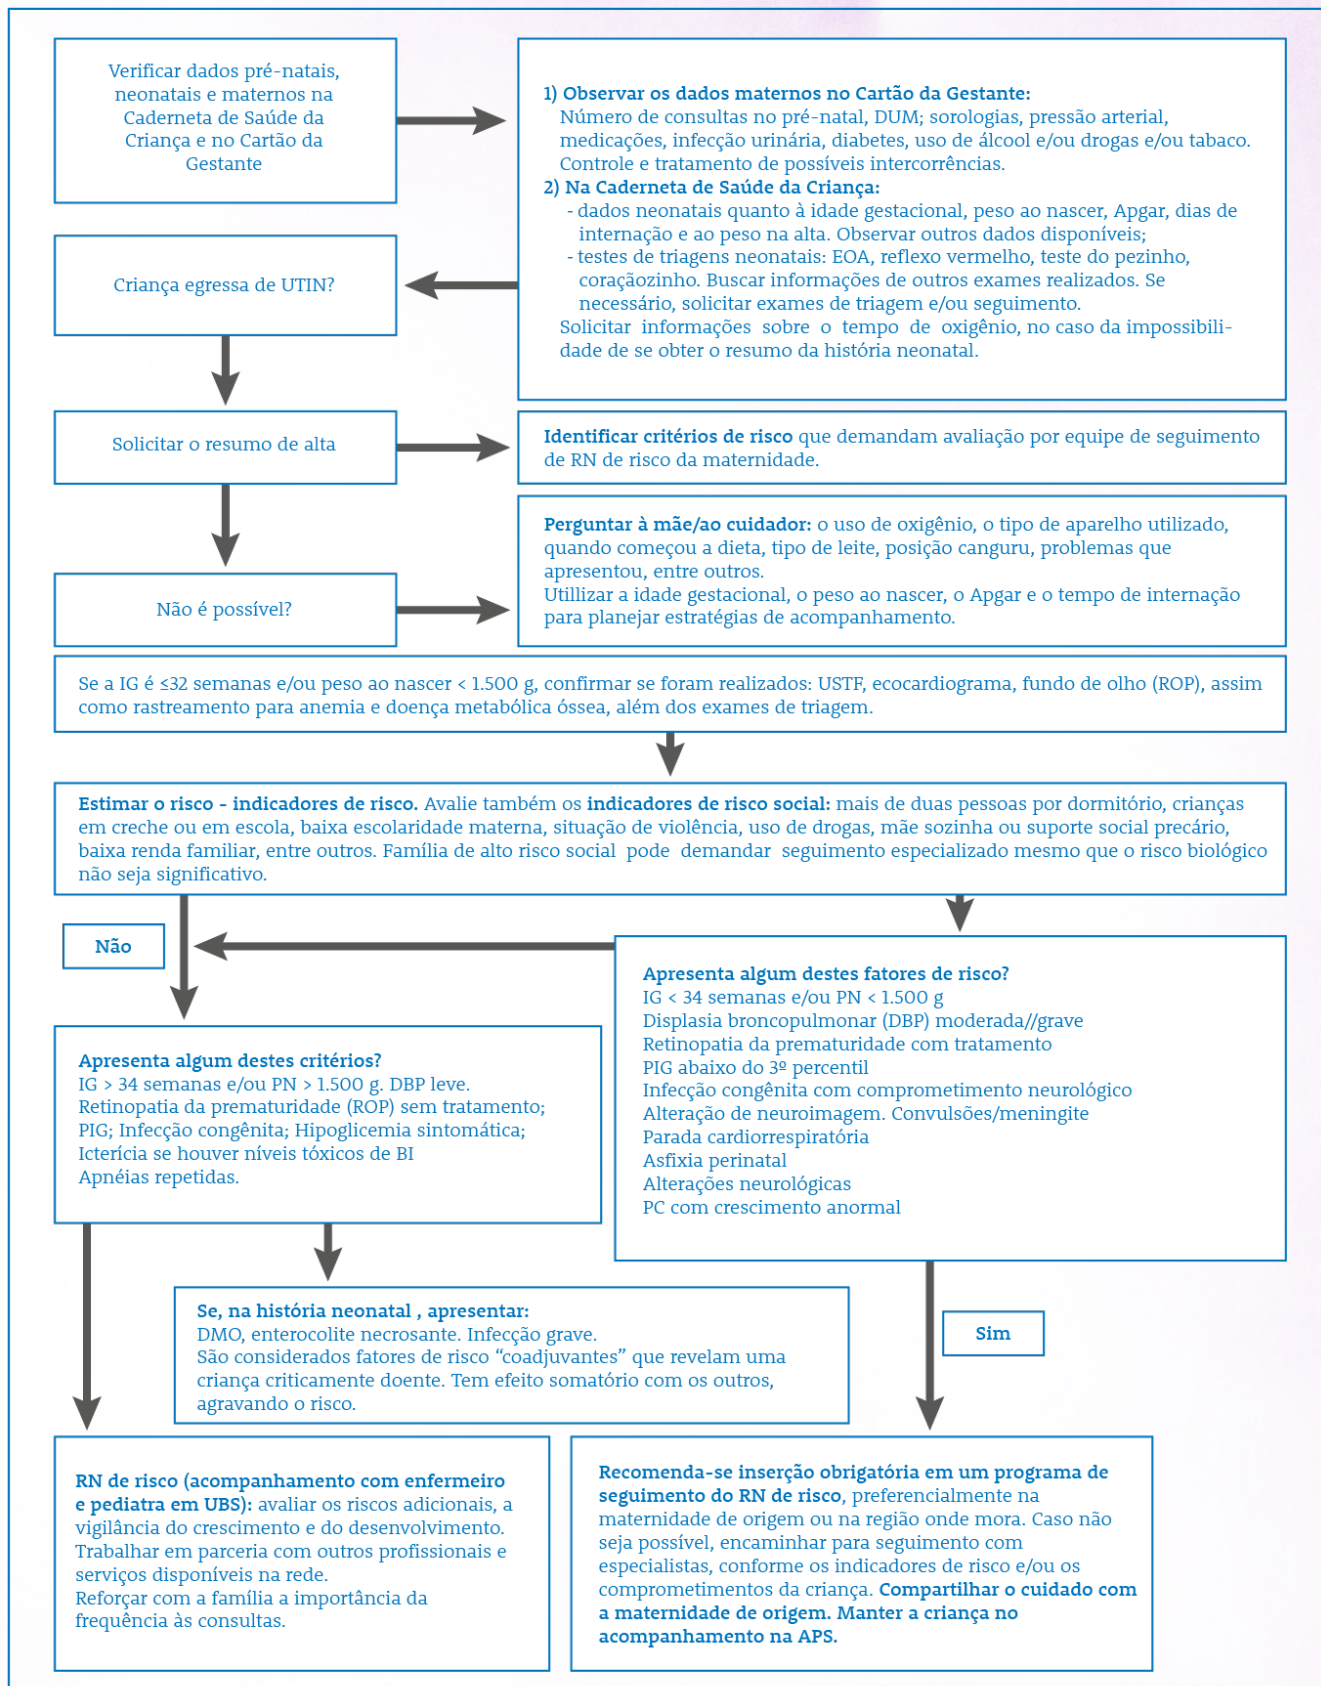 Verificar dados pré-natais,
neonatais e maternos na
Caderneta de Saúde da
Criança e no Cartão da
Gestante
1) Observar os dados maternos no Cartão da Gestante:
Número de consultas no pré-natal, DUM; sorologias, pressão arterial,
medicações, infecção urinária, diabetes, uso de álcool e/ou drogas e/ou tabaco.
Controle e tratamento de possíveis intercorrências.
2) Na Caderneta de Saúde da Criança:
- dados neonatais quanto à idade gestacional, peso ao nascer, Apgar, dias de
internação e ao peso na alta. Observar outros dados disponíveis;
- testes de triagens neonatais: EOA, reflexo vermelho, teste do pezinho,
coraçãozinho. Buscar informações de outros exames realizados. Se
necessário, solicitar exames de triagem e/ou seguimento.
Solicitar informações sobre o tempo de oxigênio, no caso da impossibili-
dade de se obter o resumo da história neonatal.
Criança egressa de UTIN?
Solicitar o resumo de alta
Identificar critérios de risco que demandam avaliação por equipe de seguimento
de RN de risco da maternidade.
Não é possível?
Perguntar à mãe/ao cuidador: o uso de oxigênio, o tipo de aparelho utilizado,
quando começou a dieta, tipo de leite, posição canguru, problemas que
apresentou, entre outros.
Utillizar a idade gestacional, o peso ao nascer, o Apgar e o tempo de internação
para planejar estratégias de acompanhamento.
Se a IG é ≤32 semanas e/ou peso ao nascer < 1.500 g, confirmar se foram realizados: USTF, ecocardiograma, fundo de olho (ROP), assim
como rastreamento para anemia e doença metabólica óssea, além dos exames de triagem.
Estimar o risco - indicadores de risco. Avalie também os indicadores de risco social: mais de duas pessoas por dormitório, crianças
em creche ou em escola, baixa escolaridade materna, situação de violência, uso de drogas, mãe sozinha ou suporte social precário,
baixa renda familiar, entre outros. Família de alto risco social pode demandar seguimento especializado mesmo que o risco biológico
não seja significativo.
Não
Apresenta algum destes fatores de risco?
IG < 34 semanas e/ou PN < 1.500 g
Displasia broncopulmonar (DBP) moderada//grave
Retinopatia da prematuridade com tratamento
PIG abaixo do 3º percentil
Infecção congênita com comprometimento neurológico
Alteração de neuroimagem. Convulsões/meningite
Parada cardiorrespiratória
Asfixia perinatal
Alterações neurológicas
PC com crescimento anormal
Apresenta algum destes critérios?
IG > 34 semanas e/ou PN > 1.500 g. DBP leve.
Retinopatia da prematuridade (ROP) sem tratamento;
PIG; Infecção congênita; Hipoglicemia sintomática;
Icterícia se houver níveis tóxicos de BI
Apnéias repetidas.
Se, na história neonatal , apresentar:
DMO, enterocolite necrosante. Infecção grave.
São considerados fatores de risco “coadjuvantes” que revelam uma
criança criticamente doente. Tem efeito somatório com os outros,
agravando o risco.
Sim
RN de risco (acompanhamento com enfermeiro
e pediatra em UBS): avaliar os riscos adicionais, a
vigilância do crescimento e do desenvolvimento.
Trabalhar em parceria com outros profissionais e
serviços disponíveis na rede.
Reforçar com a família a importância da
frequência às consultas.
Recomenda-se inserção obrigatória em um programa de
seguimento do RN de risco, preferencialmente na
maternidade de origem ou na região onde mora. Caso não
seja possível, encaminhar para seguimento com
especialistas, conforme os indicadores de risco e/ou os
comprometimentos da criança. Compartilhar o cuidado com
a maternidade de origem. Manter a criança no
acompanhamento na APS.